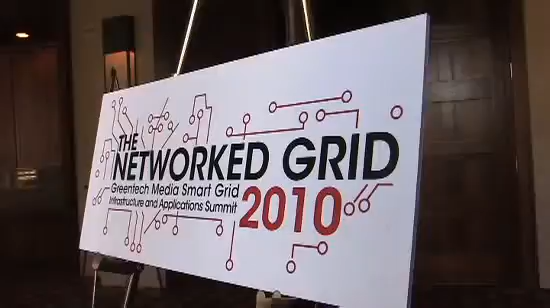 THE
NETWORKED GRID
Greentech Media Smart Grid
Infrastructure and Applications Summit
2010